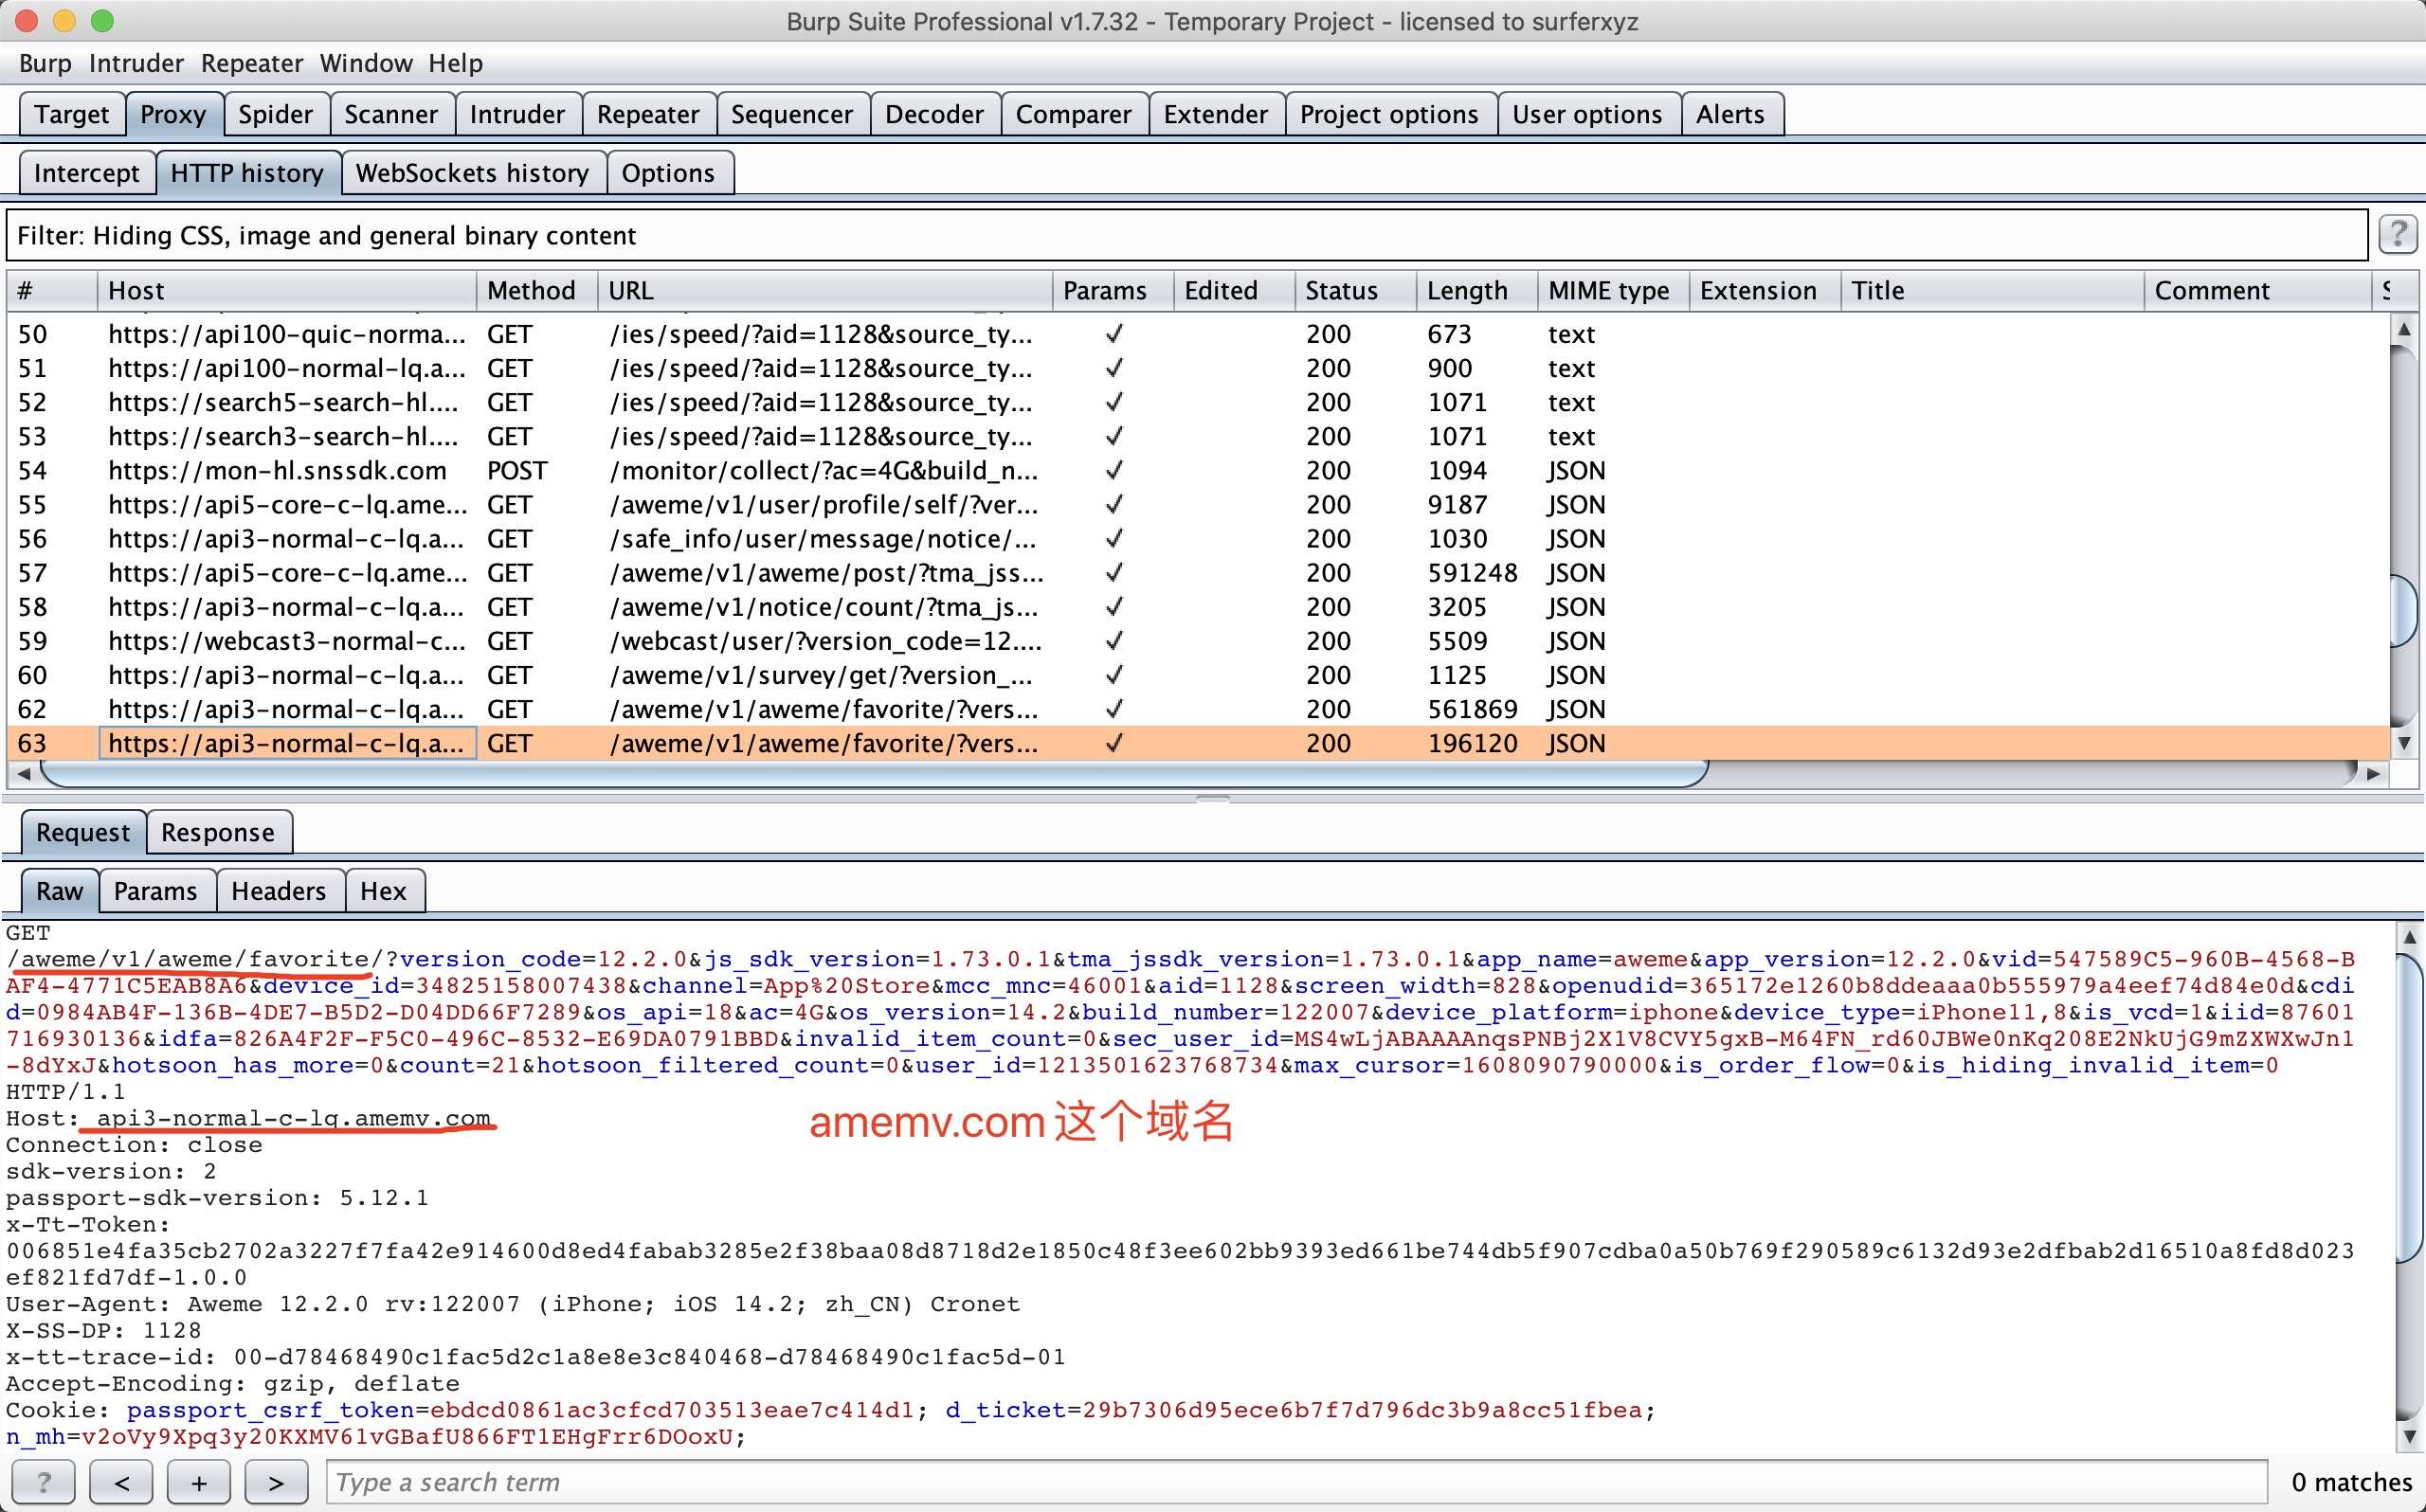 Burp Suite Professional v1.7.32 - Temporary Project - licensed to surferxyz
Burp Intruder Repeater Window Help
Target Proxy Spider Scanner Intruder Repeater Sequencer Decoder Comparer Extender Project options User options Alerts
Intercept HTTP history WebSockets history Options
Filter: Hiding CSS, image and general binary content ?
# Host Method URL Params Edited Status Length MIME type Extension Title Comment
50 https://api100-quic-norma... GET /ies/speed/?aid=1128&source_ty... ✓ 200 673 text
51 https://api100-normal-lq.a... GET /ies/speed/?aid=1128&source_ty... ✓ 200 900 text
52 https://search5-search-hl.... GET /ies/speed/?aid=1128&source_ty... ✓ 200 1071 text
53 https://search3-search-hl.... GET /ies/speed/?aid=1128&source_ty... ✓ 200 1071 text
54 https://mon-hl.snssdk.com POST /monitor/collect/?ac=4G&build_n... ✓ 200 1094 JSON
55 https://api5-core-c-lq.ame... GET /aweme/v1/user/profile/self/?ver... ✓ 200 9187 JSON
56 https://api3-normal-c-lq.a... GET /safe_info/user/message/notice/... ✓ 200 1030 JSON
57 https://api5-core-c-lq.ame... GET /aweme/v1/aweme/post/?tma_jss... ✓ 200 591248 JSON
58 https://api3-normal-c-lq.a... GET /aweme/v1/notice/count/?tma_js... ✓ 200 3205 JSON
59 https://webcast3-normal-c... GET /webcast/user/?version_code=12.... ✓ 200 5509 JSON
60 https://api3-normal-c-lq.a... GET /aweme/v1/survey/get/?version_... ✓ 200 1125 JSON
62 https://api3-normal-c-lq.a... GET /aweme/v1/aweme/favorite/?vers... ✓ 200 561869 JSON
63 https://api3-normal-c-lq.a... GET /aweme/v1/aweme/favorite/?vers... ✓ 200 196120 JSON
Request Response
Raw Params Headers Hex
GET
/aweme/v1/aweme/favorite/?version_code=12.2.0&js_sdk_version=1.73.0.1&tma_jssdk_version=1.73.0.1&app_name=aweme&app_version=12.2.0&vid=547589C5-960B-4568-B
AF4-4771C5EAB8A6&device_id=34825158007438&channel=App%20Store&mcc_mnc=46001&aid=1128&screen_width=828&openudid=365172e1260b8ddeaaa0b555979a4eef74d84e0d&cdi
d=0984AB4F-136B-4DE7-B5D2-D04DD66F7289&os_api=18&ac=4G&os_version=14.2&build_number=122007&device_platform=iphone&device_type=iPhone11,8&is_vcd=1&iid=87601
716930136&idfa=826A4F2F-F5C0-496C-8532-E69DA0791BBD&invalid_item_count=0&sec_user_id=MS4wLjABAAAAnqsPNBj2X1V8CVY5gxB-M64FN_rd60JBWe0nKq208E2NkUjG9mZXWXwJn1
-8dYxJ&hotsoon_has_more=0&count=21&hotsoon_filtered_count=0&user_id=1213501623768734&max_cursor=1608090790000&is_order_flow=0&is_hiding_invalid_item=0
HTTP/1.1
Host: api3-normal-c-lq.amemv.com
amemv.com 这个域名
Connection: close
sdk-version: 2
passport-sdk-version: 5.12.1
x-Tt-Token:
006851e4fa35cb2702a3227f7fa42e914600d8ed4fabab3285e2f38baa08d8718d2e1850c48f3ee602bb9393ed661be744db5f907cdba0a50b769f290589c6132d93e2dfbab2d16510a8fd8d023
ef821fd7df-1.0.0
User-Agent: Aweme 12.2.0 rv:122007 (iPhone; iOS 14.2; zh_CN) Cronet
X-SS-DP: 1128
x-tt-trace-id: 00-d78468490c1fac5d2c1a8e8e3c840468-d78468490c1fac5d-01
Accept-Encoding: gzip, deflate
Cookie: passport_csrf_token=ebdcd0861ac3cfcd703513eae7c414d1; d_ticket=29b7306d95ece6b7f7d796dc3b9a8cc51fbea;
n_mh=v2oVy9Xpq3y20KXMV61vGBafU866FT1EHgFrr6DOoxU;
? < + > Type a search term 0 matches